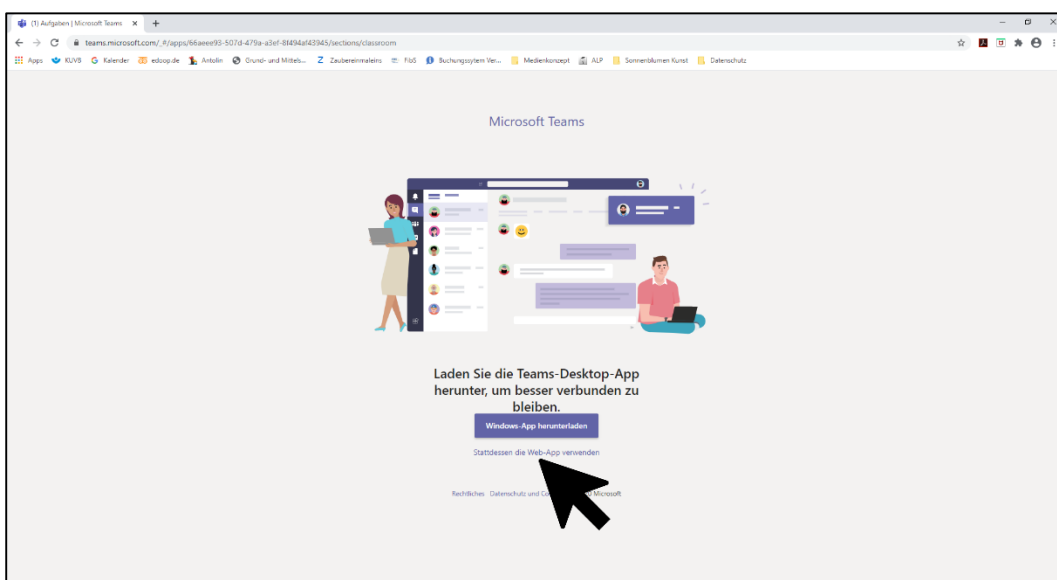 (1) Aufgaben | Microsoft Teams
teams.microsoft.com/_#/apps/66aeee93-507d-479a-a3ef-8f494af43945/sections/classroom
Apps KUVB Kalender edoop.de Antolin Grund- und Mittels... Zaubereinmaleins FIBS Buchungssytem Ver... Medienkonzept ALP Sonnenblumen Kunst Datenschutz
Microsoft Teams
Laden Sie die Teams-Desktop-App
herunter, um besser verbunden zu
bleiben.
Windows-App herunterladen
Stattdessen die Web-App verwenden
Rechtliches Datenschutz und Microsoft